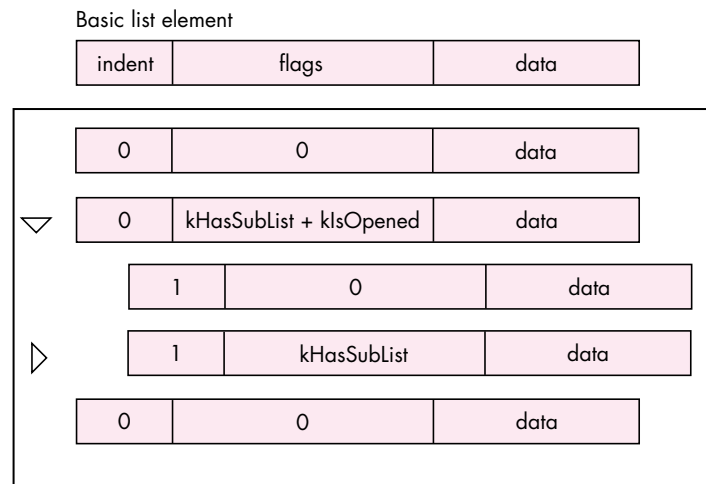 Basic list element
indent flags data
0 0 data
0 kHasSubList + kIsOpened data
1 0 data
1 kHasSubList data
0 0 data